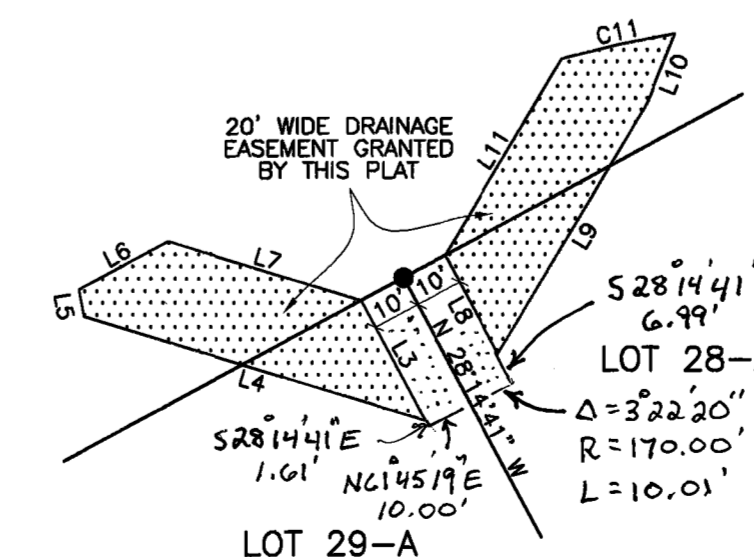 C11
L10
20' WIDE DRAINAGE
EASEMENT GRANTED
BY THIS PLAT
L11
L6
L7
L9
L5
10' 10'
L8
L3
N 28°14'41" W
S 28°14'41"
6.99'
LOT 28-
L4
Δ = 3°22'20"
R = 170.00'
L = 10.01'
S28°14'41"E
1.61'
N61°45'19"E
10.00'
LOT 29-A